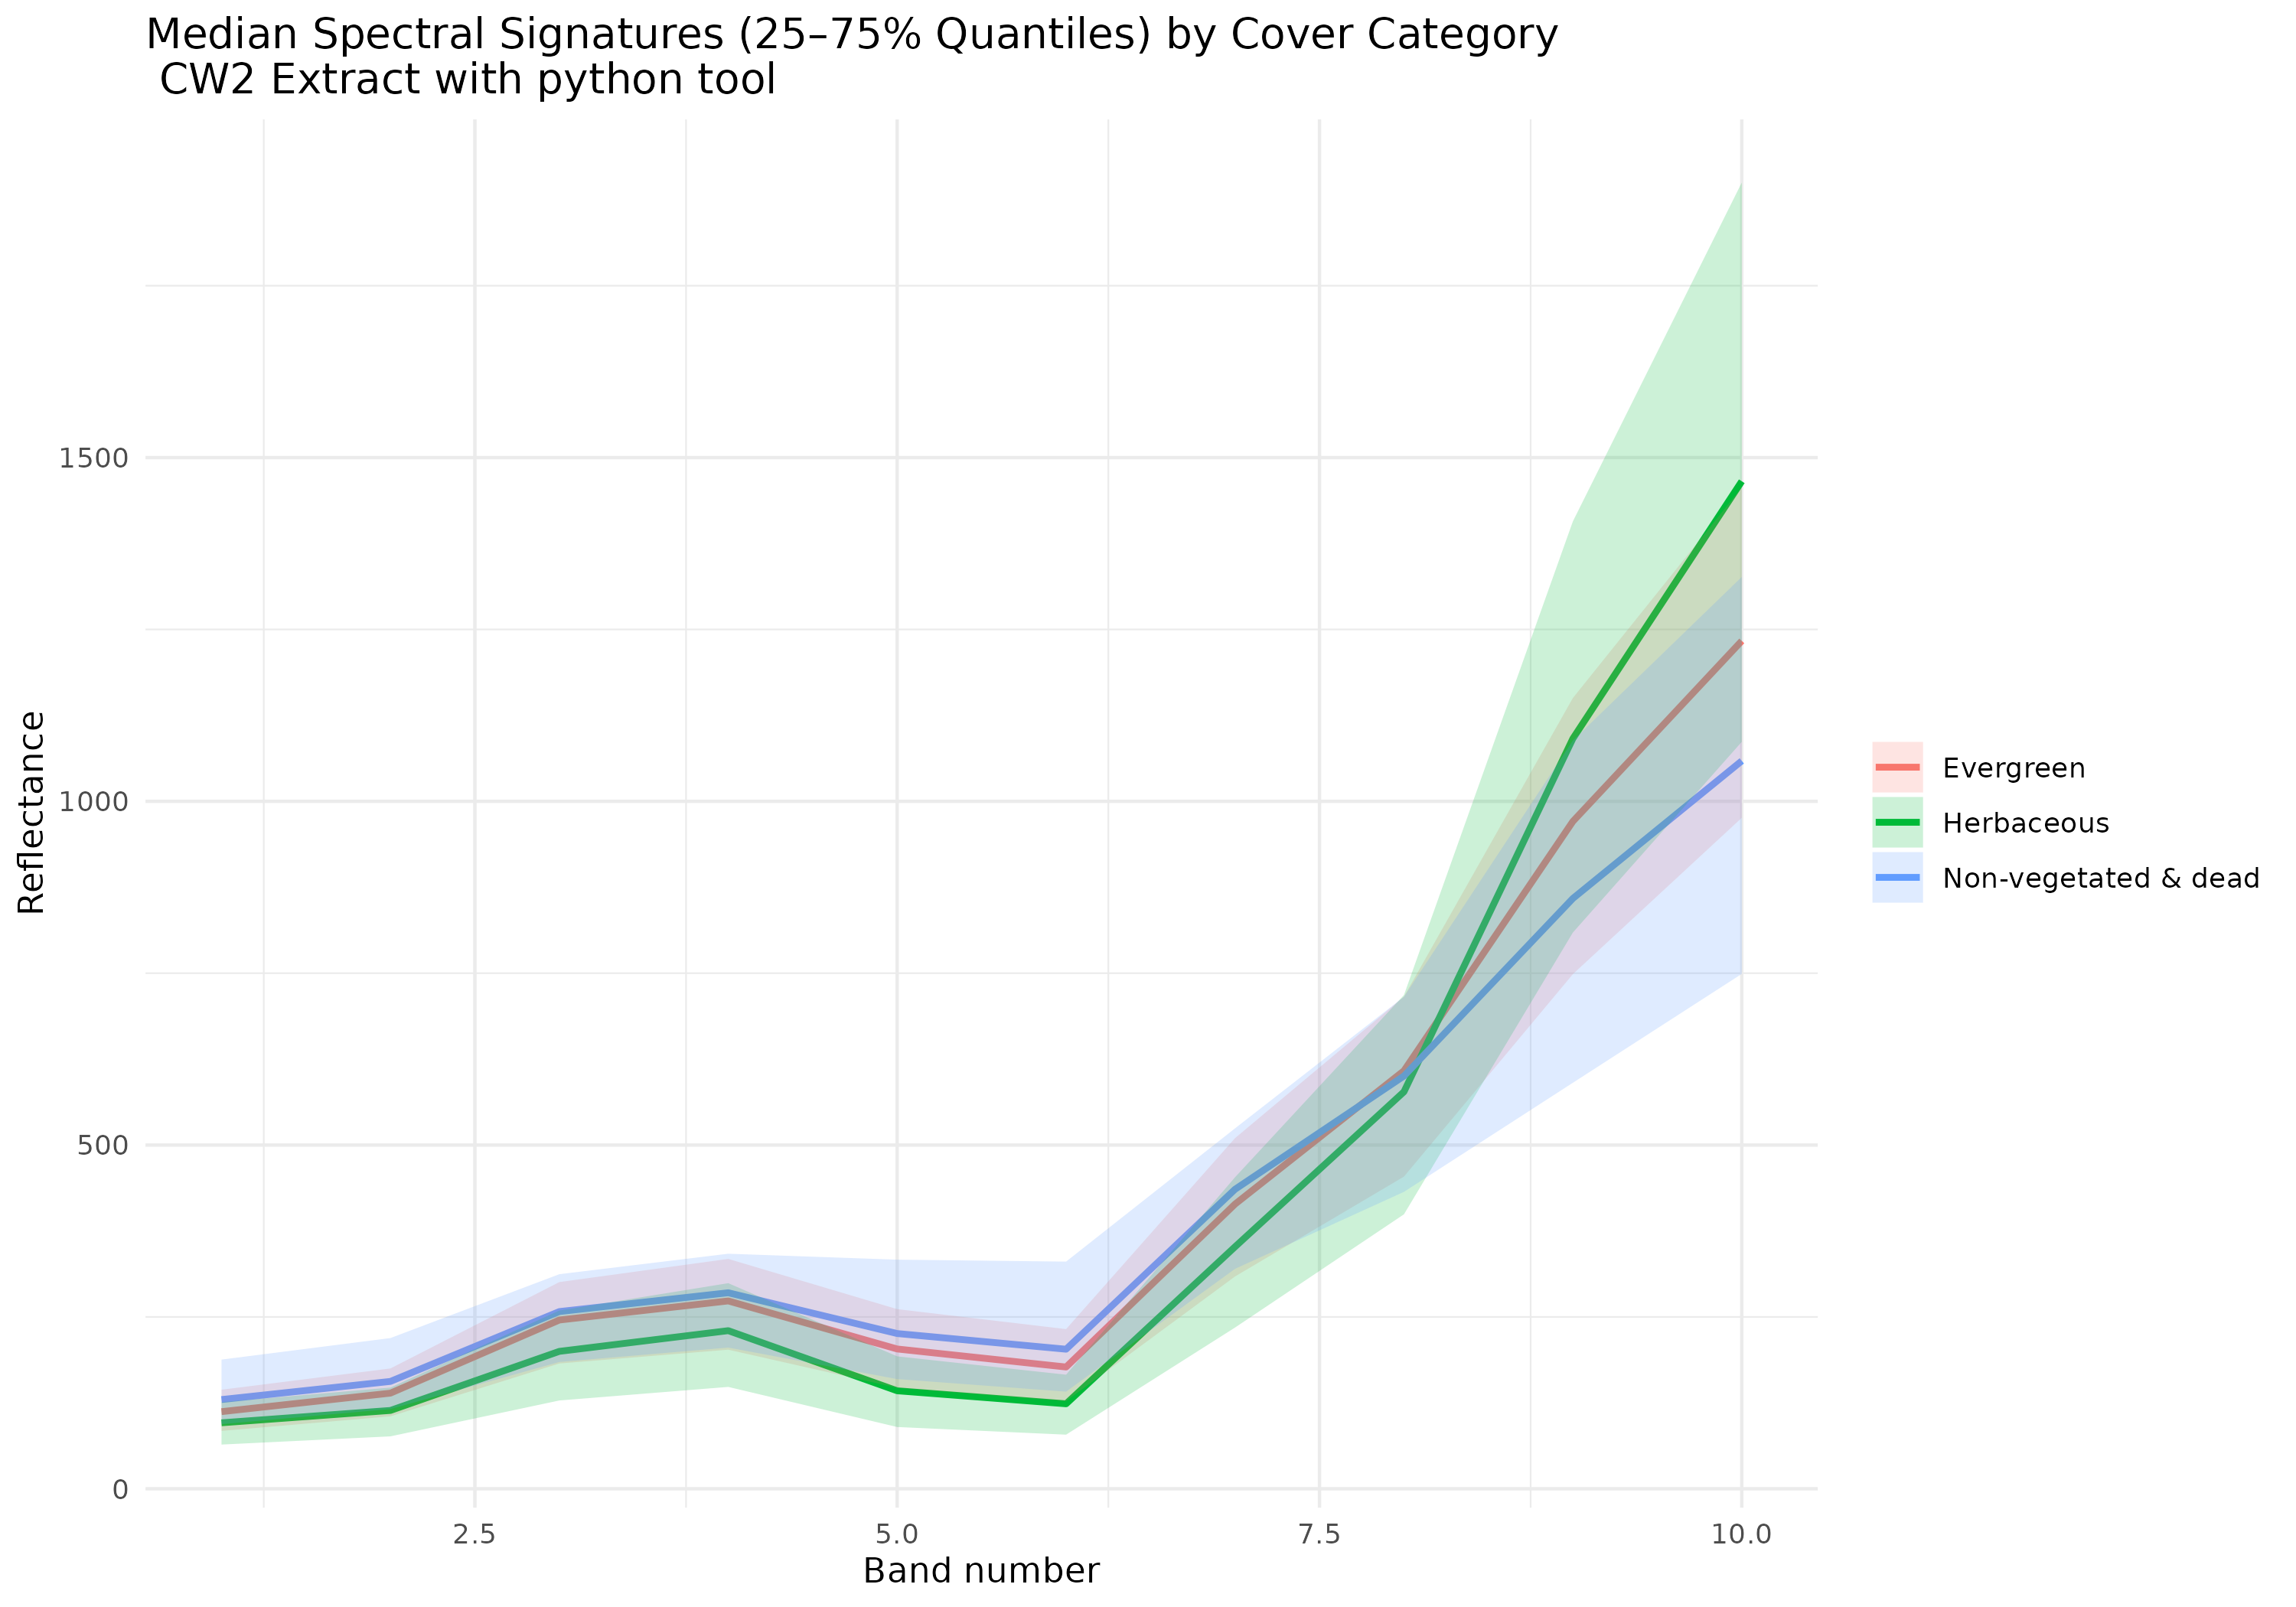 Median Spectral Signatures (25–75% Quantiles) by Cover Category
CW2 Extract with python tool
Reflectance
1500
1000
500
0
2.5
5.0
7.5
10.0
Band number
Evergreen
Herbaceous
Non-vegetated & dead